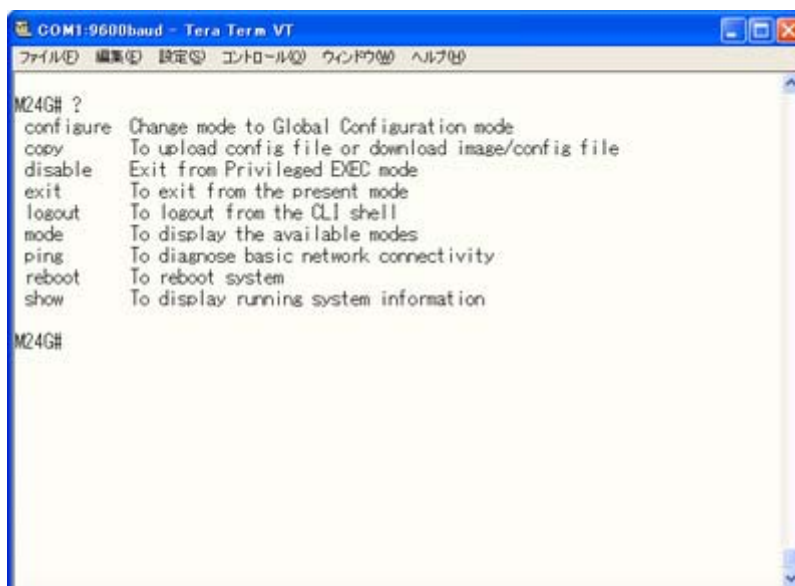 COM1:9600baud - Tera Term VT
ファイル(F) 編集(E) 設定(S) コントロール(O) ウィンドウ(W) ヘルプ(H)
M24G# ?
configure Change mode to Global Configuration mode
copy To upload config file or download image/config file
disable Exit from Privileged EXEC mode
exit To exit from the present mode
logout To logout from the CLI shell
mode To display the available modes
ping To diagnose basic network connectivity
reboot To reboot system
show To display running system information
M24G#